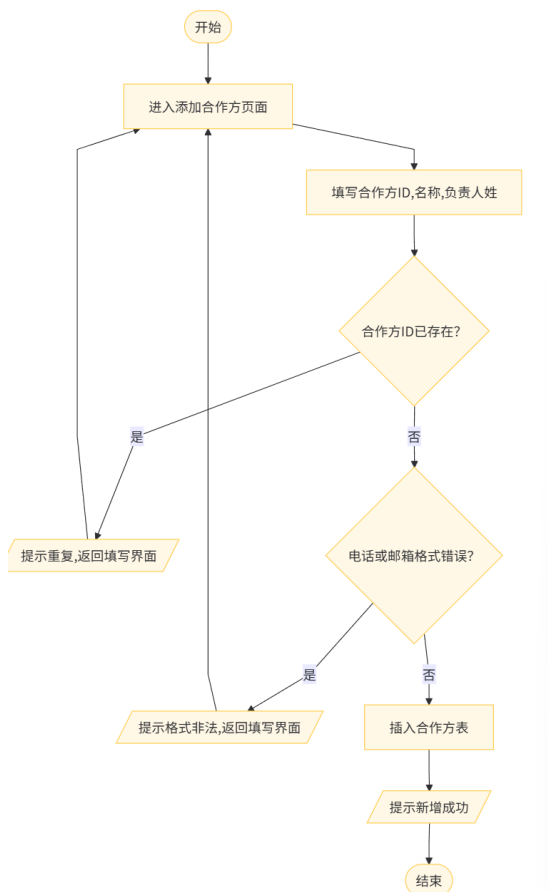 开始
进入添加合作方页面
填写合作方ID,名称,负责人姓
合作方ID已存在?
是
否
提示重复,返回填写界面
电话或邮箱格式错误?
是
否
提示格式非法,返回填写界面
插入合作方表
提示新增成功
结束